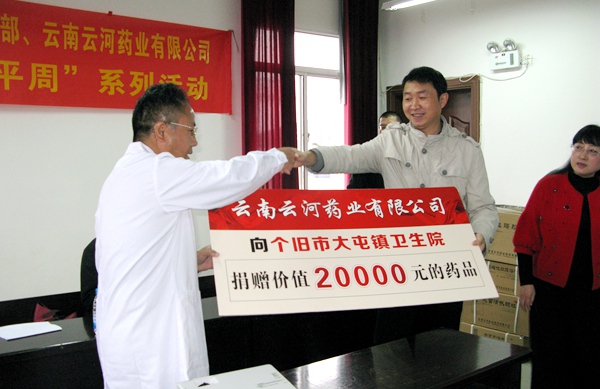 部、云南云河药业有限公司
平周”系列活动
云南云河药业有限公司
向个旧市大屯镇卫生院
捐赠价值20000元的药品